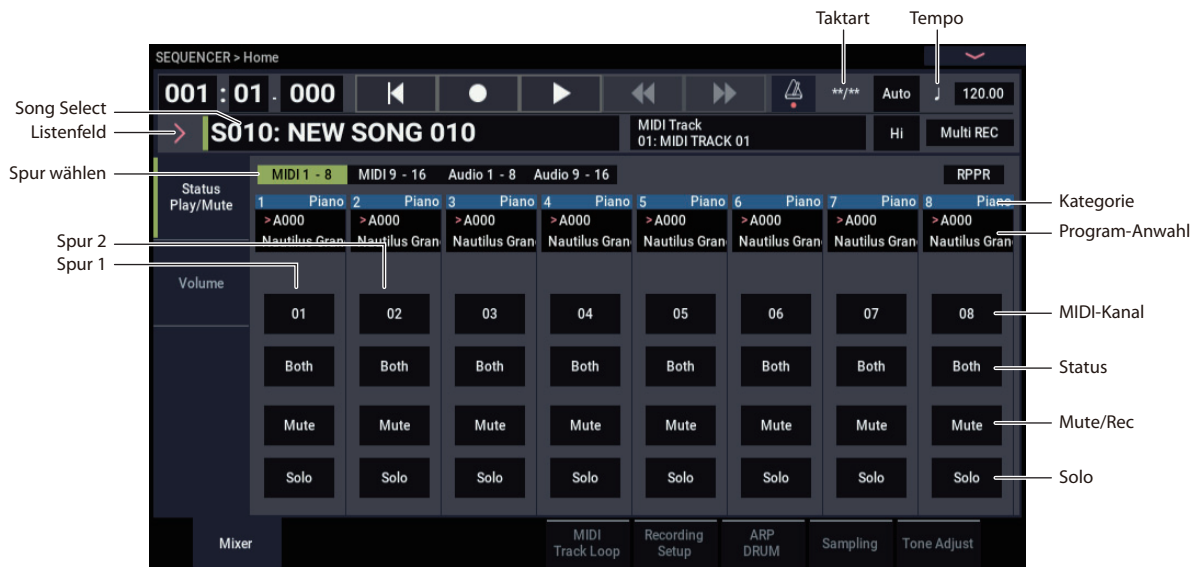 Taktart
Tempo
SEQUENCER > Home
001 : 01 . 000
**/**
Auto
♩ 120.00
Song Select
Listenfeld
S010: NEW SONG 010
MIDI Track
01: MIDI TRACK 01
Hi
Multi REC
Spur wählen
Status
Play/Mute
MIDI 1 - 8
MIDI 9 - 16
Audio 1 - 8
Audio 9 - 16
RPPR
1 Piano 2 Piano 3 Piano 4 Piano 5 Piano 6 Piano 7 Piano 8 Piano
Kategorie
>A000 >A000 >A000 >A000 >A000 >A000 >A000 >A000
Nautilus Gran Nautilus Gran Nautilus Gran Nautilus Gran Nautilus Gran Nautilus Gran Nautilus Gran Nautilus Gran
Program-Anwahl
Spur 2
Spur 1
Volume
01 02 03 04 05 06 07 08
MIDI-Kanal
Both Both Both Both Both Both Both Both
Status
Mute Mute Mute Mute Mute Mute Mute Mute
Mute/Rec
Solo Solo Solo Solo Solo Solo Solo Solo
Solo
Mixer
MIDI
Track Loop
Recording
Setup
ARP
DRUM
Sampling
Tone Adjust